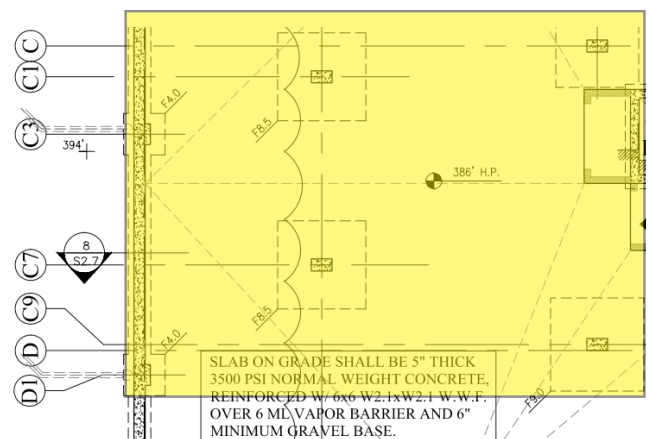 C
C1
F4.0
F8.5
C3
394'
386' H.P.
8
S2.7
C7
C9
F8.5
F4.0
D
D1
SLAB ON GRADE SHALL BE 5" THICK
3500 PSI NORMAL WEIGHT CONCRETE,
REINFORCED W/ 6x6 W2.1xW2.1 W.W.F.
OVER 6 ML VAPOR BARRIER AND 6"
MINIMUM GRAVEL BASE.
F9.0